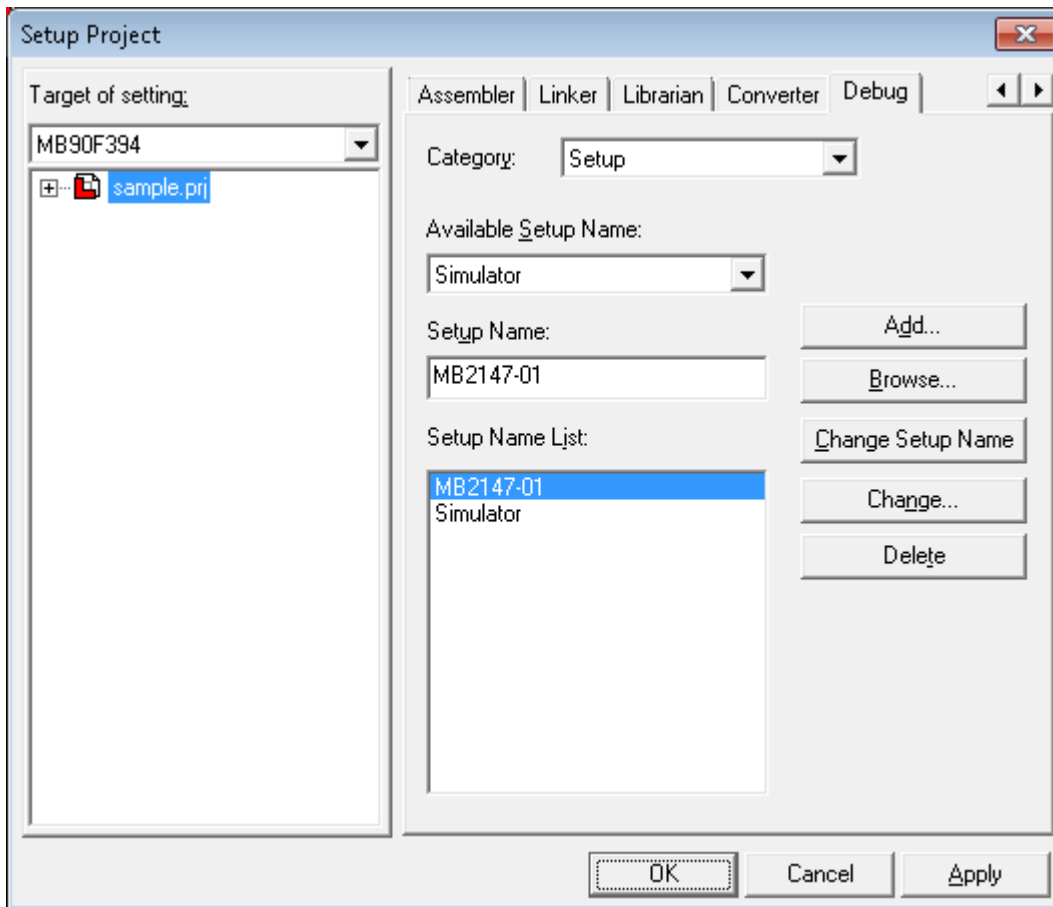 Setup Project
Target of setting:
MB90F394
sample.prj
Assembler
Linker
Librarian
Converter
Debug
Category:
Setup
Available Setup Name:
Simulator
Setup Name:
MB2147-01
Setup Name List:
MB2147-01
Simulator
Add...
Browse...
Change Setup Name
Change...
Delete
OK
Cancel
Apply